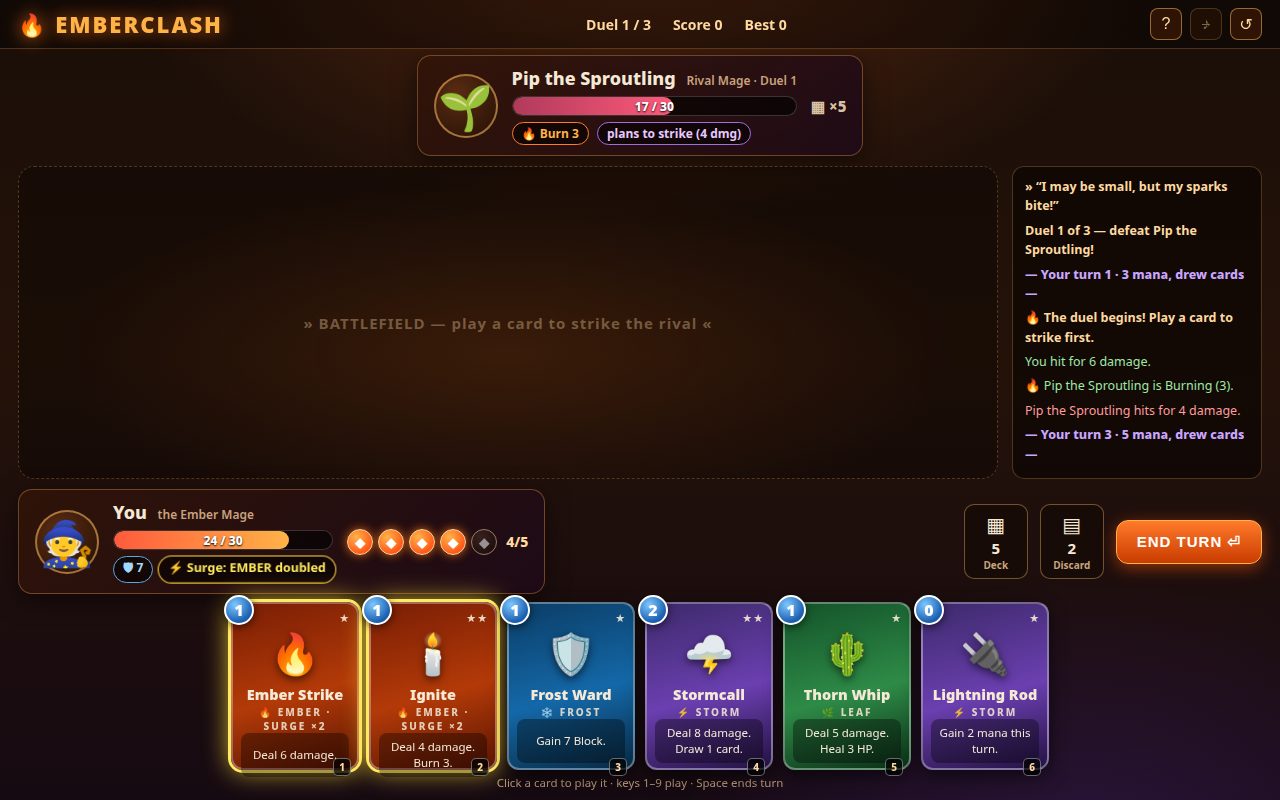 EMBERCLASH
Duel 1 / 3 Score 0 Best 0
?
↺
Pip the Sproutling Rival Mage · Duel 1
17 / 30
×5
Burn 3
plans to strike (4 dmg)
» BATTLEFIELD — play a card to strike the rival «
» “I may be small, but my sparks
bite!”
Duel 1 of 3 — defeat Pip the
Sproutling!
— Your turn 1 · 3 mana, drew cards
—
🔥 The duel begins! Play a card to
strike first.
You hit for 6 damage.
🔥 Pip the Sproutling is Burning (3).
Pip the Sproutling hits for 4 damage.
— Your turn 3 · 5 mana, drew cards
—
You the Ember Mage
24 / 30
4/5
7
⚡ Surge: EMBER doubled
5
Deck
2
Discard
END TURN ⏎
1
★
Ember Strike
🔥 EMBER ·
SURGE ×2
Deal 6 damage.
1
1
★★
Ignite
🔥 EMBER ·
SURGE ×2
Deal 4 damage.
Burn 3.
2
1
★
Frost Ward
❄️ FROST
Gain 7 Block.
3
2
★★
Stormcall
⚡ STORM
Deal 8 damage.
Draw 1 card.
4
1
★
Thorn Whip
🌿 LEAF
Deal 5 damage.
Heal 3 HP.
5
0
★
Lightning Rod
⚡ STORM
Gain 2 mana this
turn.
6
Click a card to play it · keys 1–9 play · Space ends turn